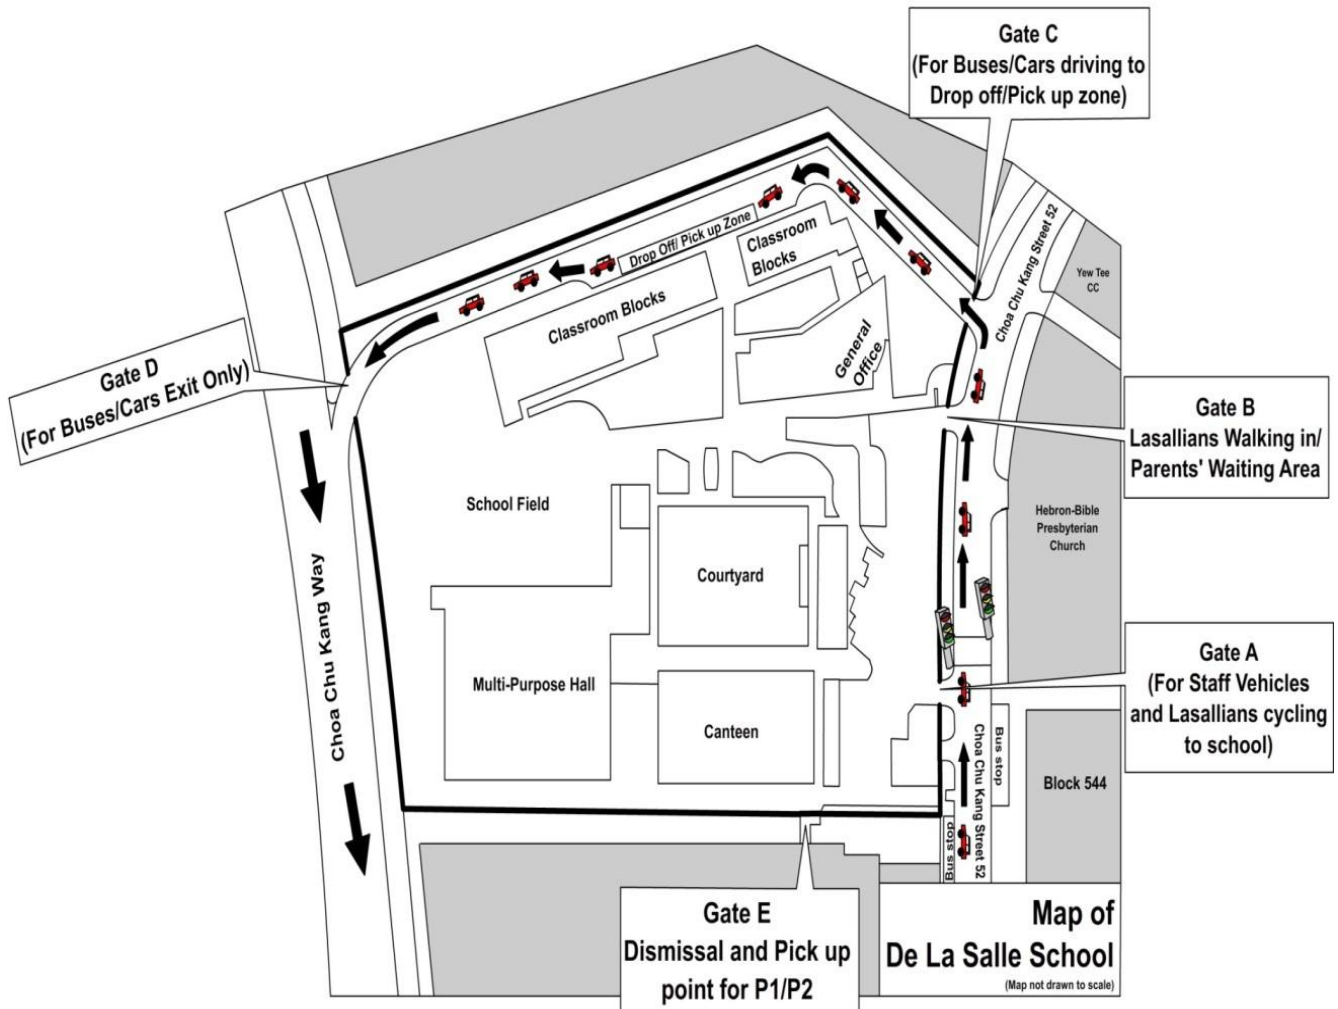 Gate C
(For Buses/Cars driving to
Drop off/Pick up zone)
Choa Chu Kang Street 52
Yew Tee
CC
Drop Off/ Pick up Zone
Classroom
Blocks
Classroom Blocks
General
Office
Gate D
(For Buses/Cars Exit Only)
Gate B
Lasallians Walking in/
Parents' Waiting Area
School Field
Hebron-Bible
Presbyterian
Church
Courtyard
Choa Chu Kang Way
Multi-Purpose Hall
Canteen
Gate A
(For Staff Vehicles
and Lasallians cycling
to school)
Bus stop
Choa Chu Kang Street 52
Block 544
Bus stop
Gate E
Dismissal and Pick up
point for P1/P2
Map of
De La Salle School
(Map not drawn to scale)